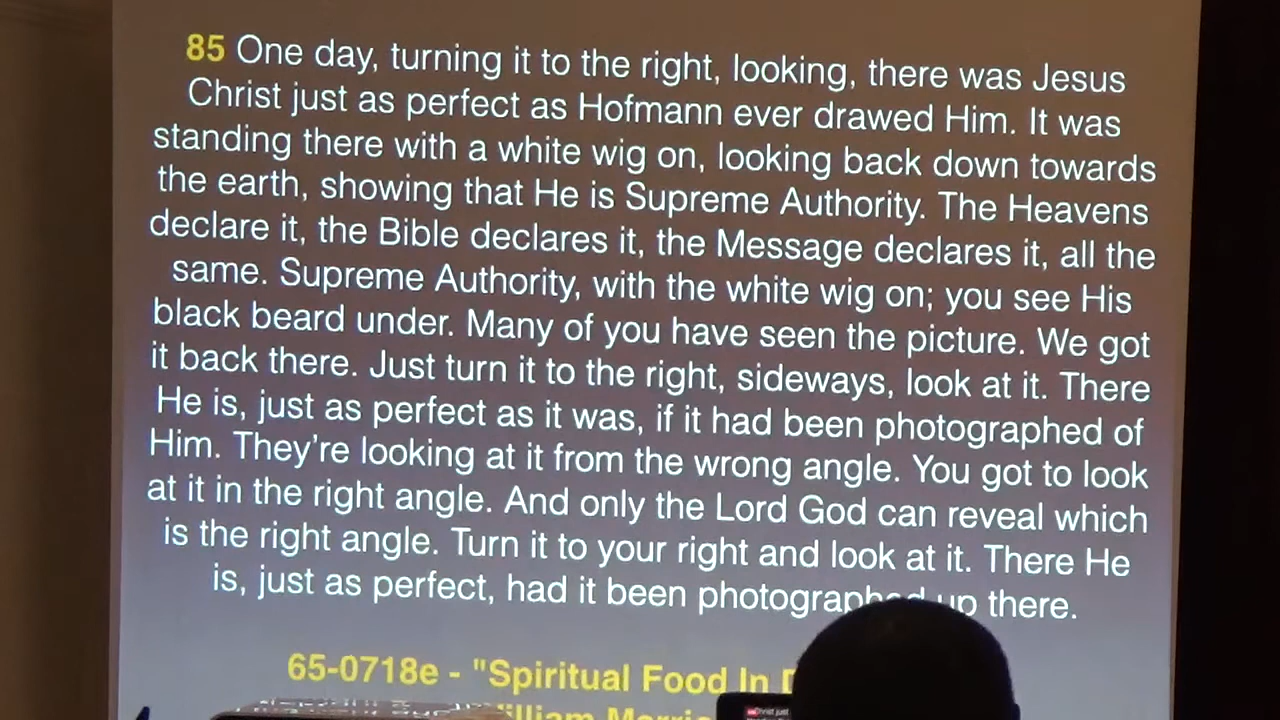 85 One day, turning it to the right, looking, there was Jesus
Christ just as perfect as Hofmann ever drawed Him. It was
standing there with a white wig on, looking back down towards
the earth, showing that He is Supreme Authority. The Heavens
declare it, the Bible declares it, the Message declares it, all the
same. Supreme Authority, with the white wig on; you see His
black beard under. Many of you have seen the picture. We got
it back there. Just turn it to the right, sideways, look at it. There
He is, just as perfect as it was, if it had been photographed of
Him. They're looking at it from the wrong angle. You got to look
at it in the right angle. And only the Lord God can reveal which
is the right angle. Turn it to your right and look at it. There He
is, just as perfect, had it been photographed up there.
65-0718e - "Spiritual Food In